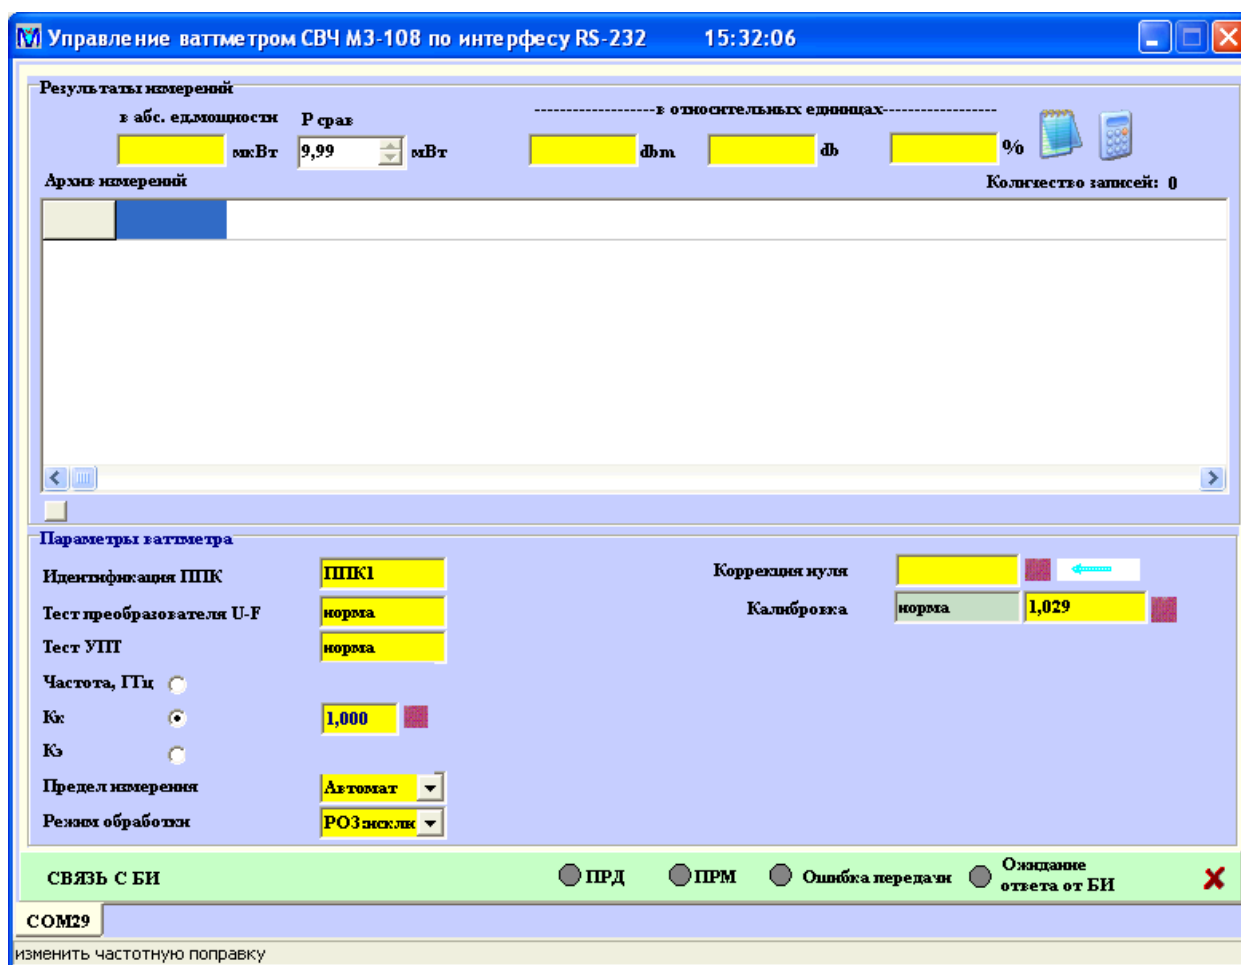 Управление ваттметром СВЧ М3-108 по интерфесу RS-232 15:32:06
Результаты измерений
в абс. ед.мощности Р срав -------------------в относительных единицах------------------
мкВт 9,99 мВт dbm db %
Архив измерений Количество записей: 0
Параметры ваттметра
Идентификация ППК ППК1 Коррекция нуля
Тест преобразователя U-F норма Калибровка норма 1,029
Тест УПТ норма
Частота, ГГц
Кк 1,000
Кэ
Предел измерения Автомат
Режим обработки РОЗ:исклю
СВЯЗЬ С БИ ПРД ПРМ Ошибка передачи Ожидание
ответа от БИ
COM29
изменить частотную поправку